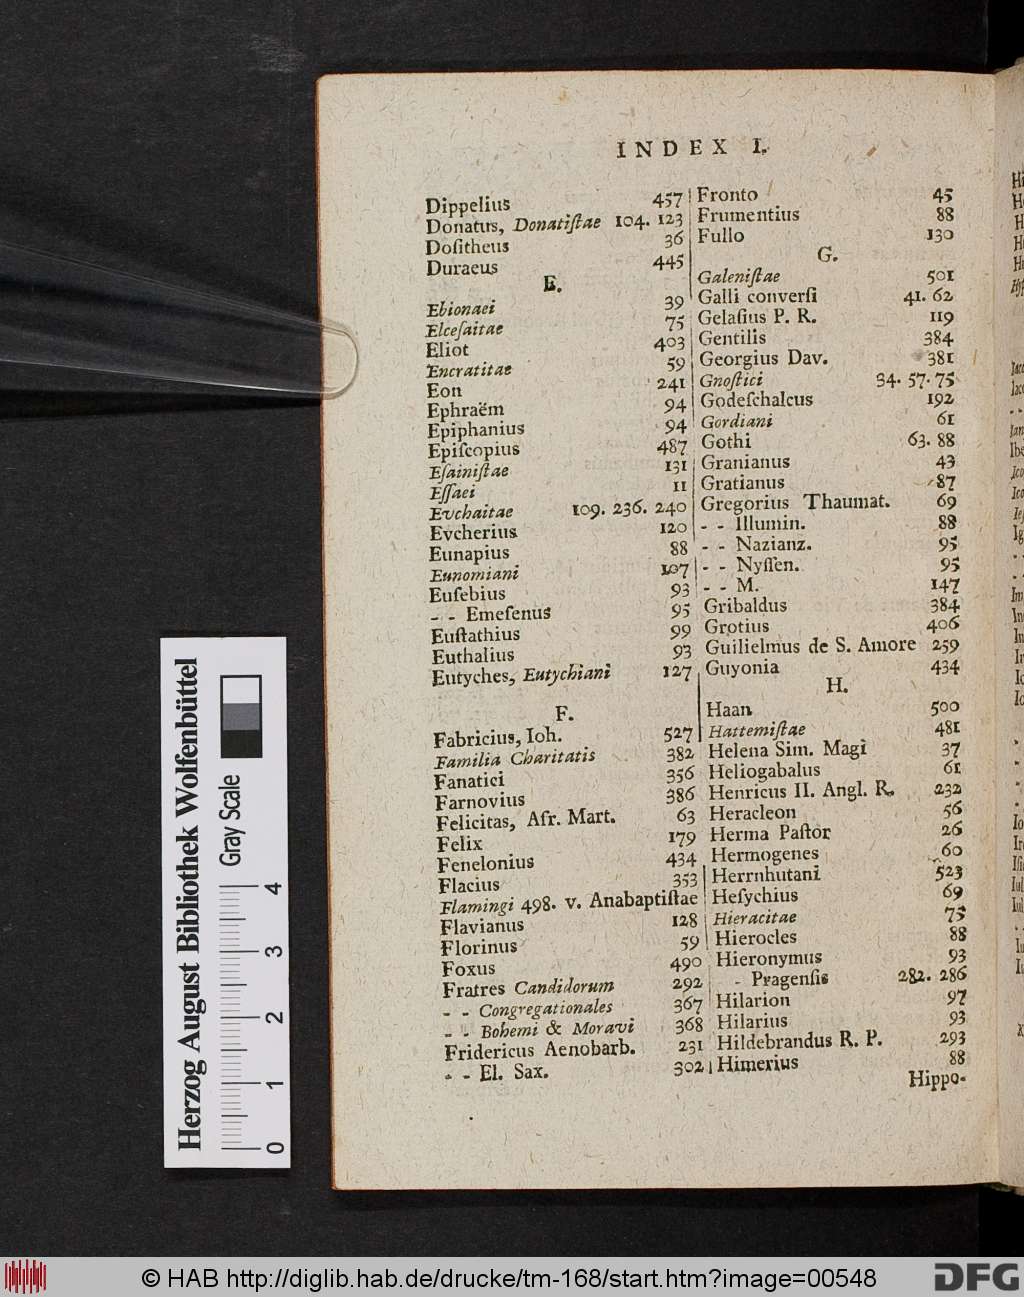 INDEX I.
Dippelius 457
Donatus, Donatiſtae 104. 123
Doſitheus 36
Duraeus 445
E.
Ebionaei 39
Elceſaitae 75
Eliot 403
Encratitae 59
Eon 241
Ephraëm 94
Epiphanius 94
Epiſcopius 487
Eſainiſtae 131
Eſſaei 11
Evchaitae 109. 236. 240
Evcherius 120
Eunapius 88
Eunomiani 107
Euſebius 93
- - Emeſenus 95
Euſtathius 99
Euthalius 93
Eutyches, Eutychiani 127
F.
Fabricius, Ioh. 527
Familia Charitatis 382
Fanatici 356
Farnovius 386
Felicitas, Afr. Mart. 63
Felix 179
Fenelonius 434
Flacius 353
Flamingi 498. v. Anabaptiſtae
Flavianus 128
Florinus 59
Foxus 490
Fratres Candidorum 292
- - Congregationales 367
- - Bohemi & Moravi 368
Fridericus Aenobarb. 231
- - El. Sax. 302
Fronto 45
Frumentius 88
Fullo 130
G.
Galeniſtae 501
Galli converſi 41. 62
Gelaſius P. R. 119
Gentilis 384
Georgius Dav. 381
Gnoſtici 34. 57. 75
Godeſchalcus 192
Gordiani 61
Gothi 63. 88
Granianus 43
Gratianus 87
Gregorius Thaumat. 69
- - Illumin. 88
- - Nazianz. 95
- - Nyſſen. 95
- - M. 147
Gribaldus 384
Grotius 406
Guilielmus de S. Amore 259
Guyonia 434
H.
Haan 500
Hattemiſtae 481
Helena Sim. Magi 37
Heliogabalus 61
Henricus II. Angl. R. 232
Heracleon 56
Herma Paſtor 26
Hermogenes 60
Herrnhutani 523
Heſychius 69
Hieracitae 75
Hierocles 88
Hieronymus 93
- Pragenſis 282. 286
Hilarion 97
Hilarius 93
Hildebrandus R. P. 293
Himerius 88
Hippo-
Herzog August Bibliothek Wolfenbüttel
Gray Scale
0 1 2 3 4
© HAB http://diglib.hab.de/drucke/tm-168/start.htm?image=00548
DFG